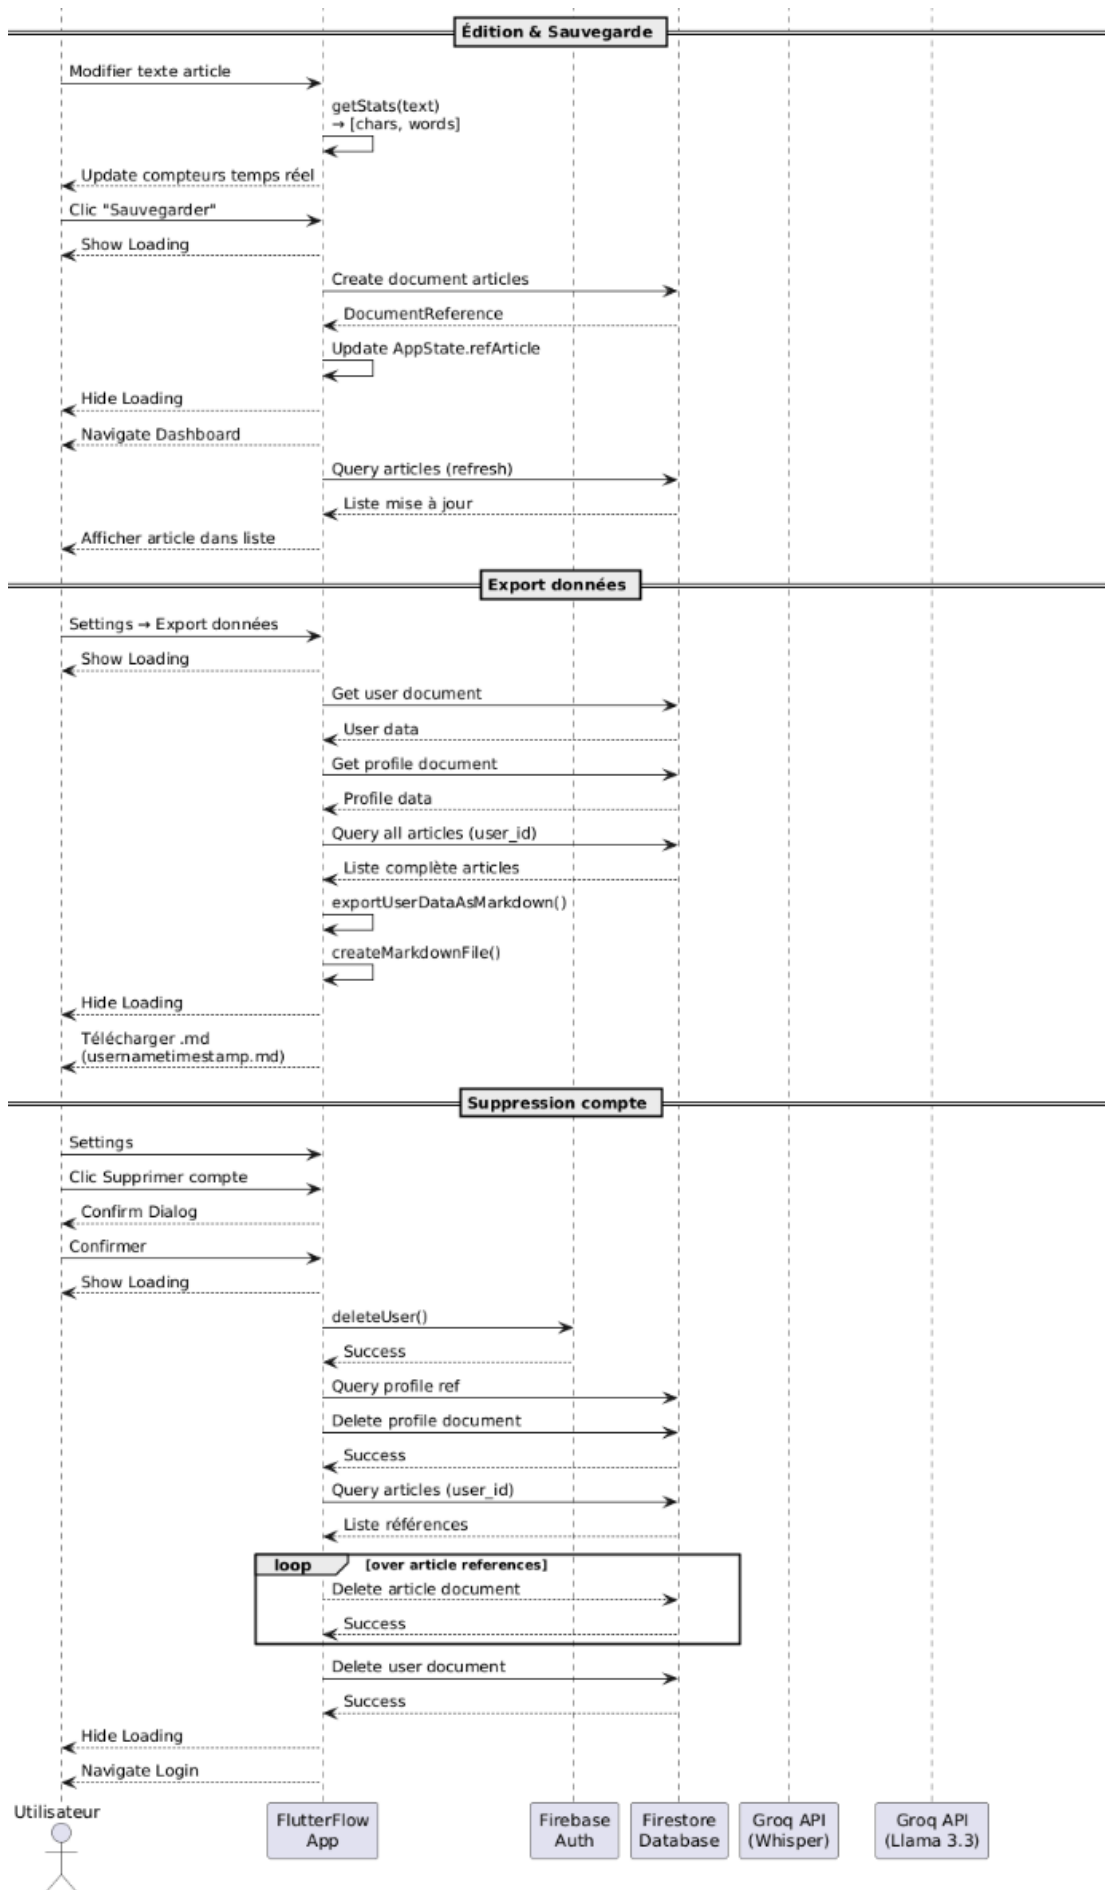 Édition & Sauvegarde
Modifier texte article
getStats(text)
→ [chars, words]
Update compteurs temps réel
Clic "Sauvegarder"
Show Loading
Create document articles
DocumentReference
Update AppState.refArticle
Hide Loading
Navigate Dashboard
Query articles (refresh)
Liste mise à jour
Afficher article dans liste
Export données
Settings → Export données
Show Loading
Get user document
User data
Get profile document
Profile data
Query all articles (user_id)
Liste complète articles
exportUserDataAsMarkdown()
createMarkdownFile()
Hide Loading
Télécharger .md
(usernametimestamp.md)
Suppression compte
Settings
Clic Supprimer compte
Confirm Dialog
Confirmer
Show Loading
deleteUser()
Success
Query profile ref
Delete profile document
Success
Query articles (user_id)
Liste références
loop [over article references]
Delete article document
Success
Delete user document
Success
Hide Loading
Navigate Login
Utilisateur
FlutterFlow
App
Firebase
Auth
Firestore
Database
Groq API
(Whisper)
Groq API
(Llama 3.3)